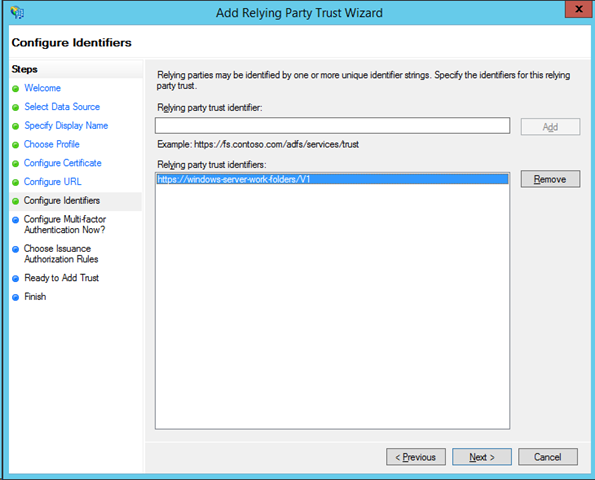 Add Relying Party Trust Wizard
x
Configure Identifiers
Steps
Welcome
Select Data Source
Specify Display Name
Choose Profile
Configure Certificate
Configure URL
Configure Identifiers
Configure Multi-factor
Authentication Now?
Choose Issuance
Authorization Rules
Ready to Add Trust
Finish
Relying parties may be identified by one or more unique identifier strings. Specify the identifiers for this relying
party trust.
Relying party trust identifier:
Add
Example: https://fs.contoso.com/adfs/services/trust
Relying party trust identifiers:
https://windows-server-work-folders/V1
Remove
< Previous
Next >
Cancel